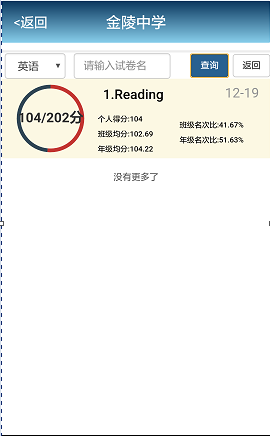 <返回 金陵中学
英语 ▼ 请输入试卷名 查询 返回
1.Reading 12-19
104/202分
个人得分:104
班级均分:102.69
年级均分:104.22
班级名次比:41.67%
年级名次比:51.63%
没有更多了